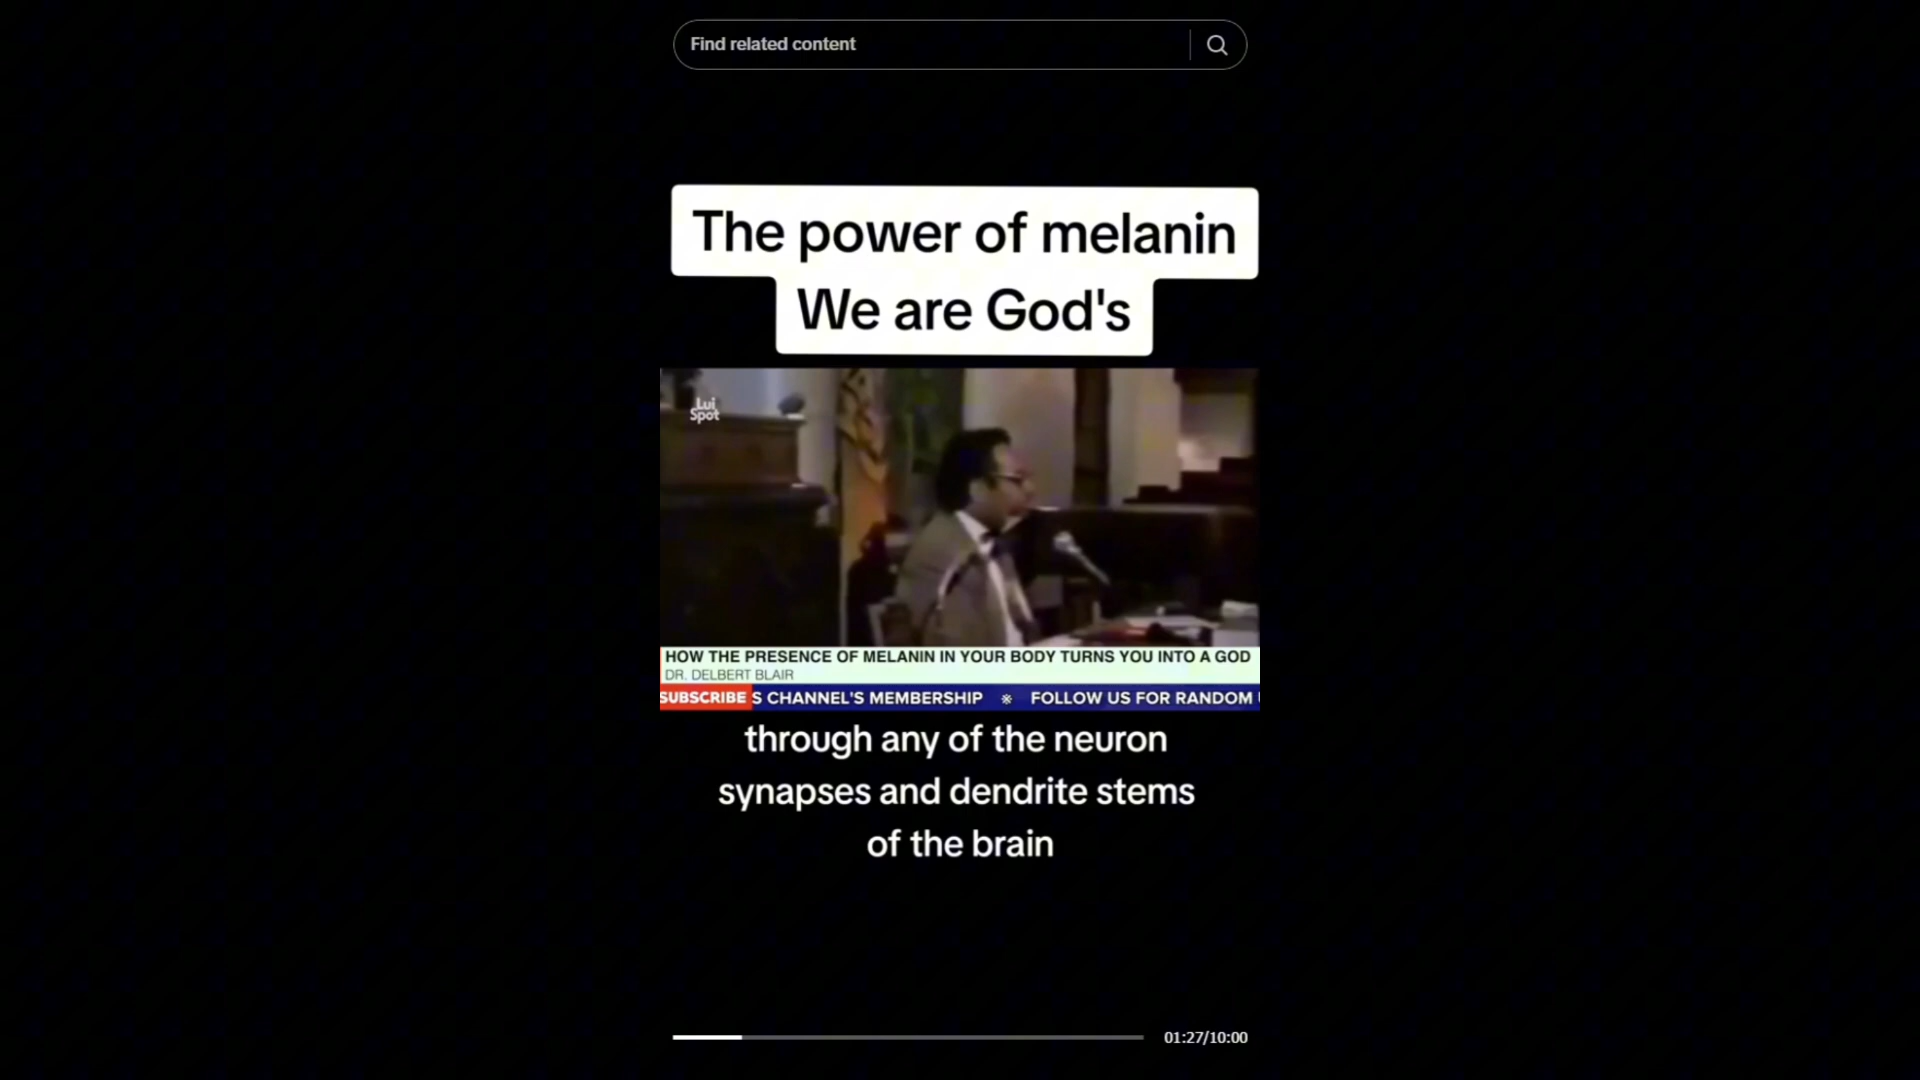 Find related content
The power of melanin
We are God's
Lui
Spot
HOW THE PRESENCE OF MELANIN IN YOUR BODY TURNS YOU INTO A GOD
DR. DELBERT BLAIR
SUBSCRIBE S CHANNEL'S MEMBERSHIP ※ FOLLOW US FOR RANDOM
through any of the neuron
synapses and dendrite stems
of the brain
01:27/10:00